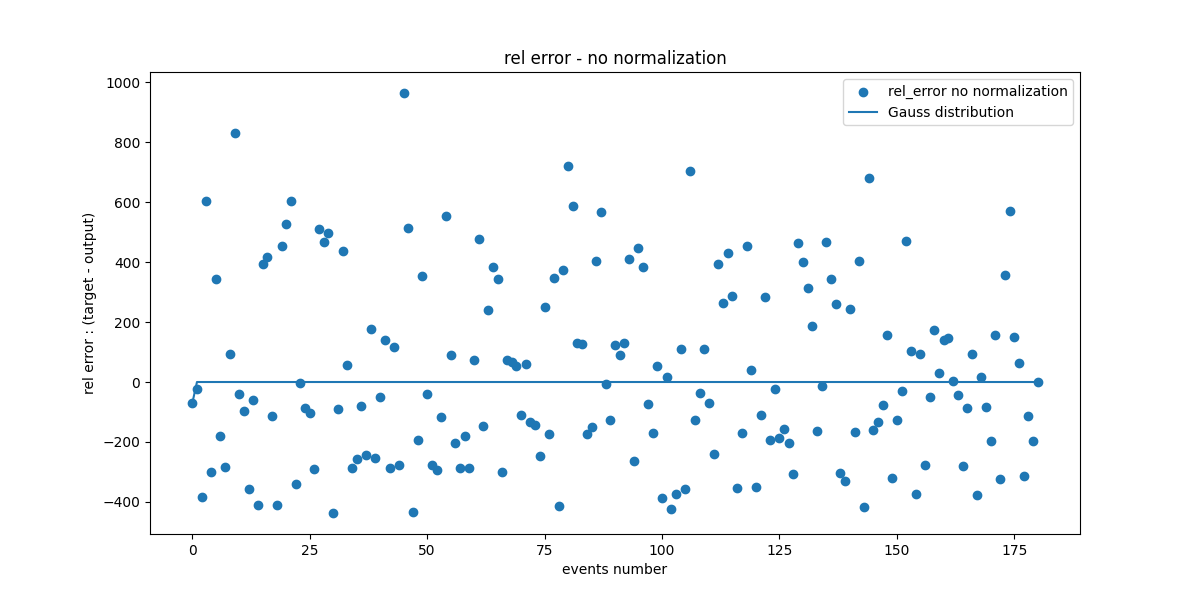 rel error - no normalization
rel_error no normalization
Gauss distribution
rel error : (target - output)
1000
800
600
400
200
0
−200
−400
0 25 50 75 100 125 150 175
events number